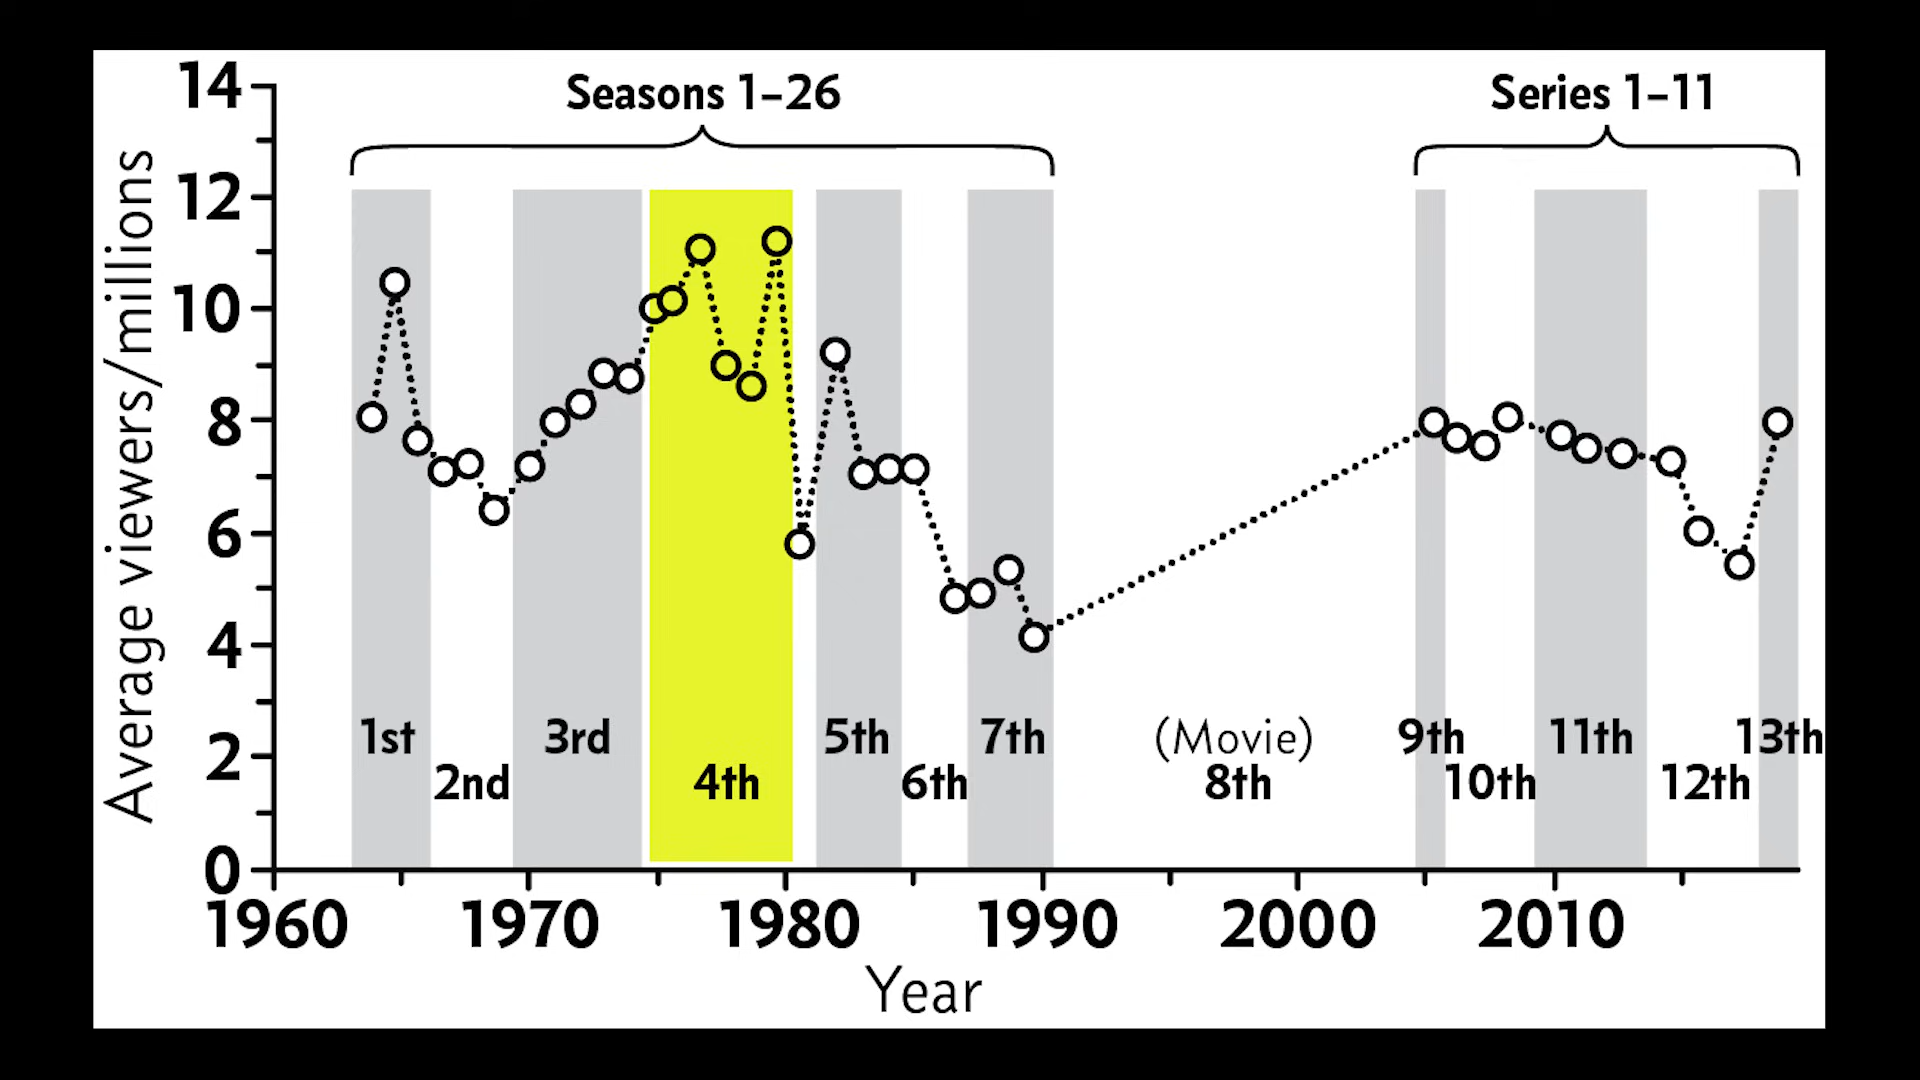 Seasons 1–26
Series 1–11
Average viewers/millions
14
12
10
8
6
4
2
0
1st
2nd
3rd
4th
5th
6th
7th
(Movie)
8th
9th
10th
11th
12th
13th
1960 1970 1980 1990 2000 2010
Year